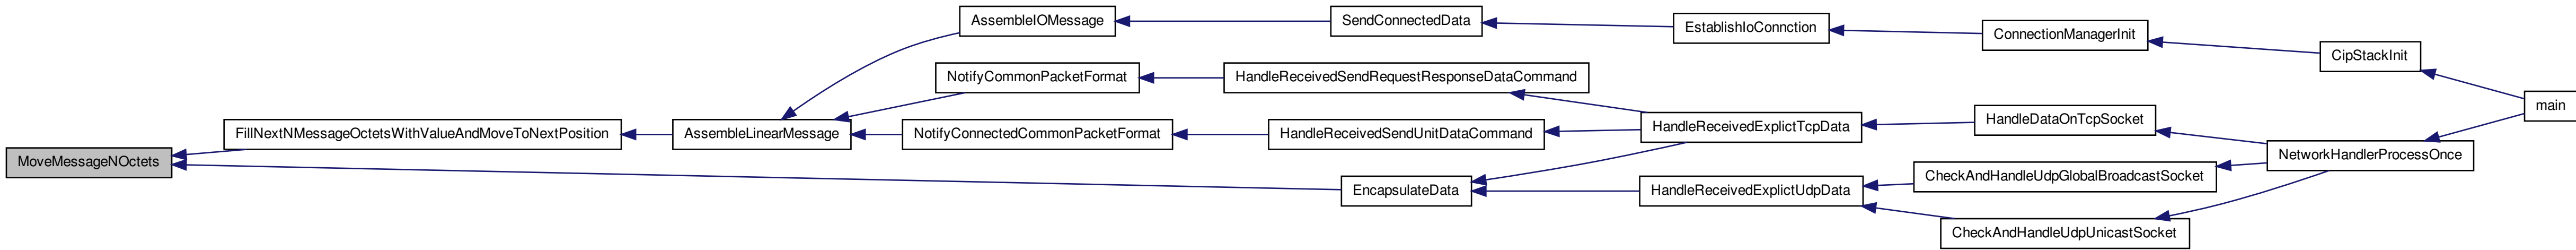 MoveMessageNOctets
FillNextNMessageOctetsWithValueAndMoveToNextPosition
AssembleLinearMessage
AssembleIOMessage
SendConnectedData
EstablishIoConnction
ConnectionManagerInit
CipStackInit
main
NotifyCommonPacketFormat
HandleReceivedSendRequestResponseDataCommand
NotifyConnectedCommonPacketFormat
HandleReceivedSendUnitDataCommand
HandleReceivedExplictTcpData
HandleDataOnTcpSocket
NetworkHandlerProcessOnce
EncapsulateData
HandleReceivedExplictUdpData
CheckAndHandleUdpGlobalBroadcastSocket
CheckAndHandleUdpUnicastSocket